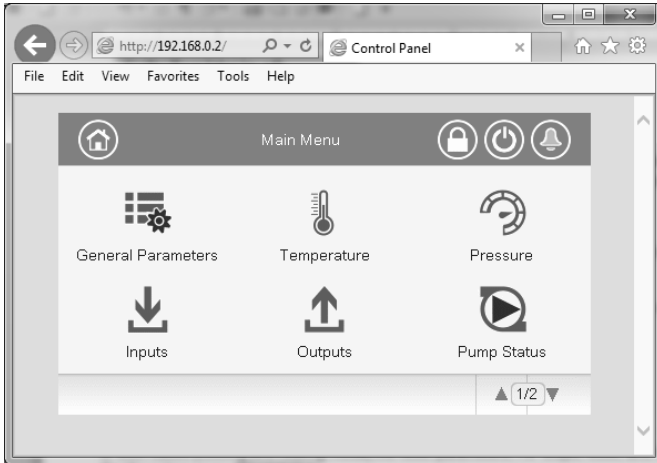 http://192.168.0.2/
Control Panel
File Edit View Favorites Tools Help
Main Menu
General Parameters Temperature Pressure
Inputs Outputs Pump Status
1/2